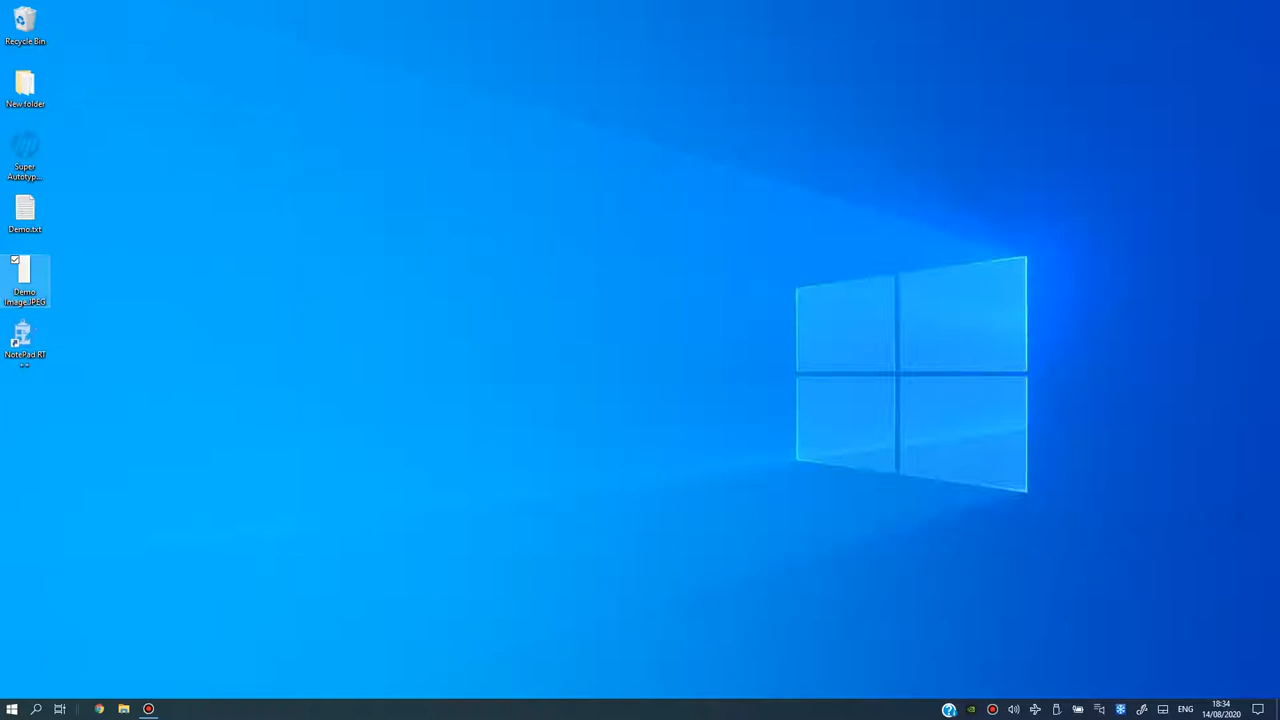 Recycle Bin
New folder
Super
Autotyp...
Demo.txt
Demo
Image.JPEG
NotePad RT
...
ENG
18:34
14/08/2020